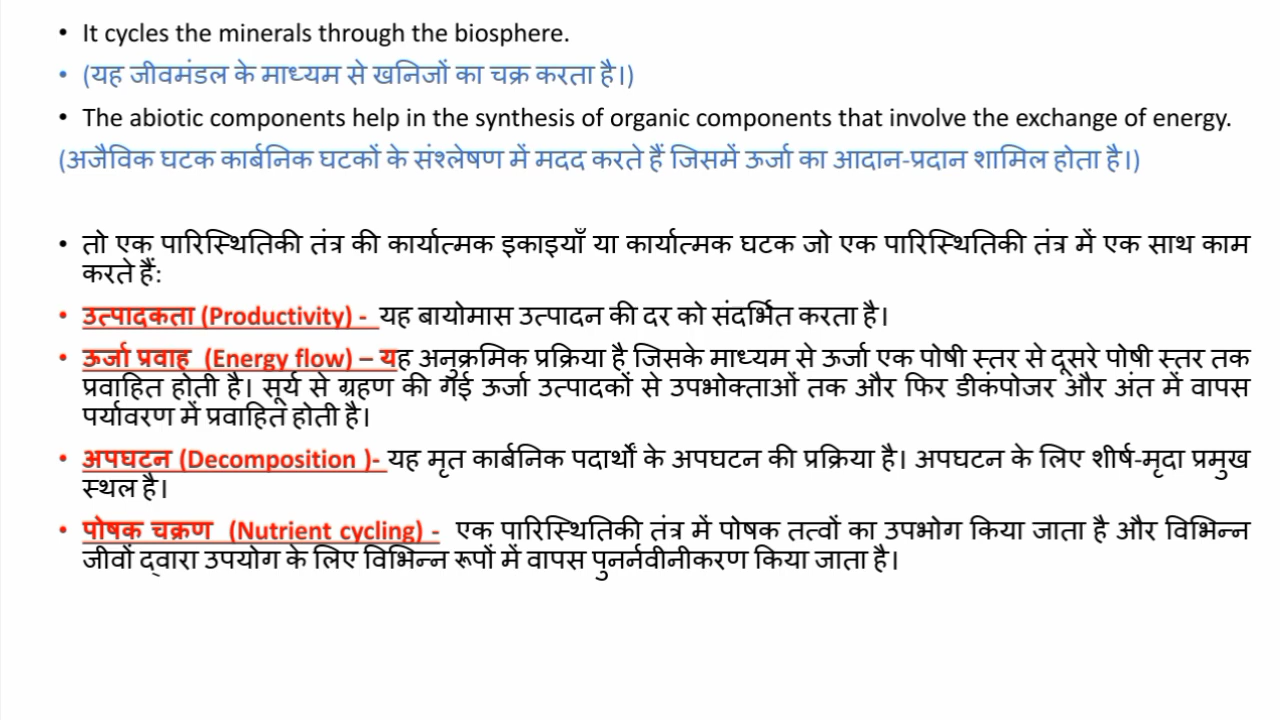 • It cycles the minerals through the biosphere.
• (यह जीवमंडल के माध्यम से खनिजों का चक्र करता है।)
• The abiotic components help in the synthesis of organic components that involve the exchange of energy.
(अजैविक घटक कार्बनिक घटकों के संश्लेषण में मदद करते हैं जिसमें ऊर्जा का आदान-प्रदान शामिल होता है।)
• तो एक पारिस्थितिकी तंत्र की कार्यात्मक इकाइयाँ या कार्यात्मक घटक जो एक पारिस्थितिकी तंत्र में एक साथ काम
करते हैं:
• उत्पादकता (Productivity) - यह बायोमास उत्पादन की दर को संदर्भित करता है।
• ऊर्जा प्रवाह (Energy flow) – यह अनुक्रमिक प्रक्रिया है जिसके माध्यम से ऊर्जा एक पोषी स्तर से दूसरे पोषी स्तर तक
प्रवाहित होती है। सूर्य से ग्रहण की गई ऊर्जा उत्पादकों से उपभोक्ताओं तक और फिर डीकंपोजर और अंत में वापस
पर्यावरण में प्रवाहित होती है।
• अपघटन (Decomposition )- यह मृत कार्बनिक पदार्थों के अपघटन की प्रक्रिया है। अपघटन के लिए शीर्ष-मृदा प्रमुख
स्थल है।
• पोषक चक्रण (Nutrient cycling) - एक पारिस्थितिकी तंत्र में पोषक तत्वों का उपभोग किया जाता है और विभिन्न
जीवों द्वारा उपयोग के लिए विभिन्न रूपों में वापस पुनर्नवीनीकरण किया जाता है।